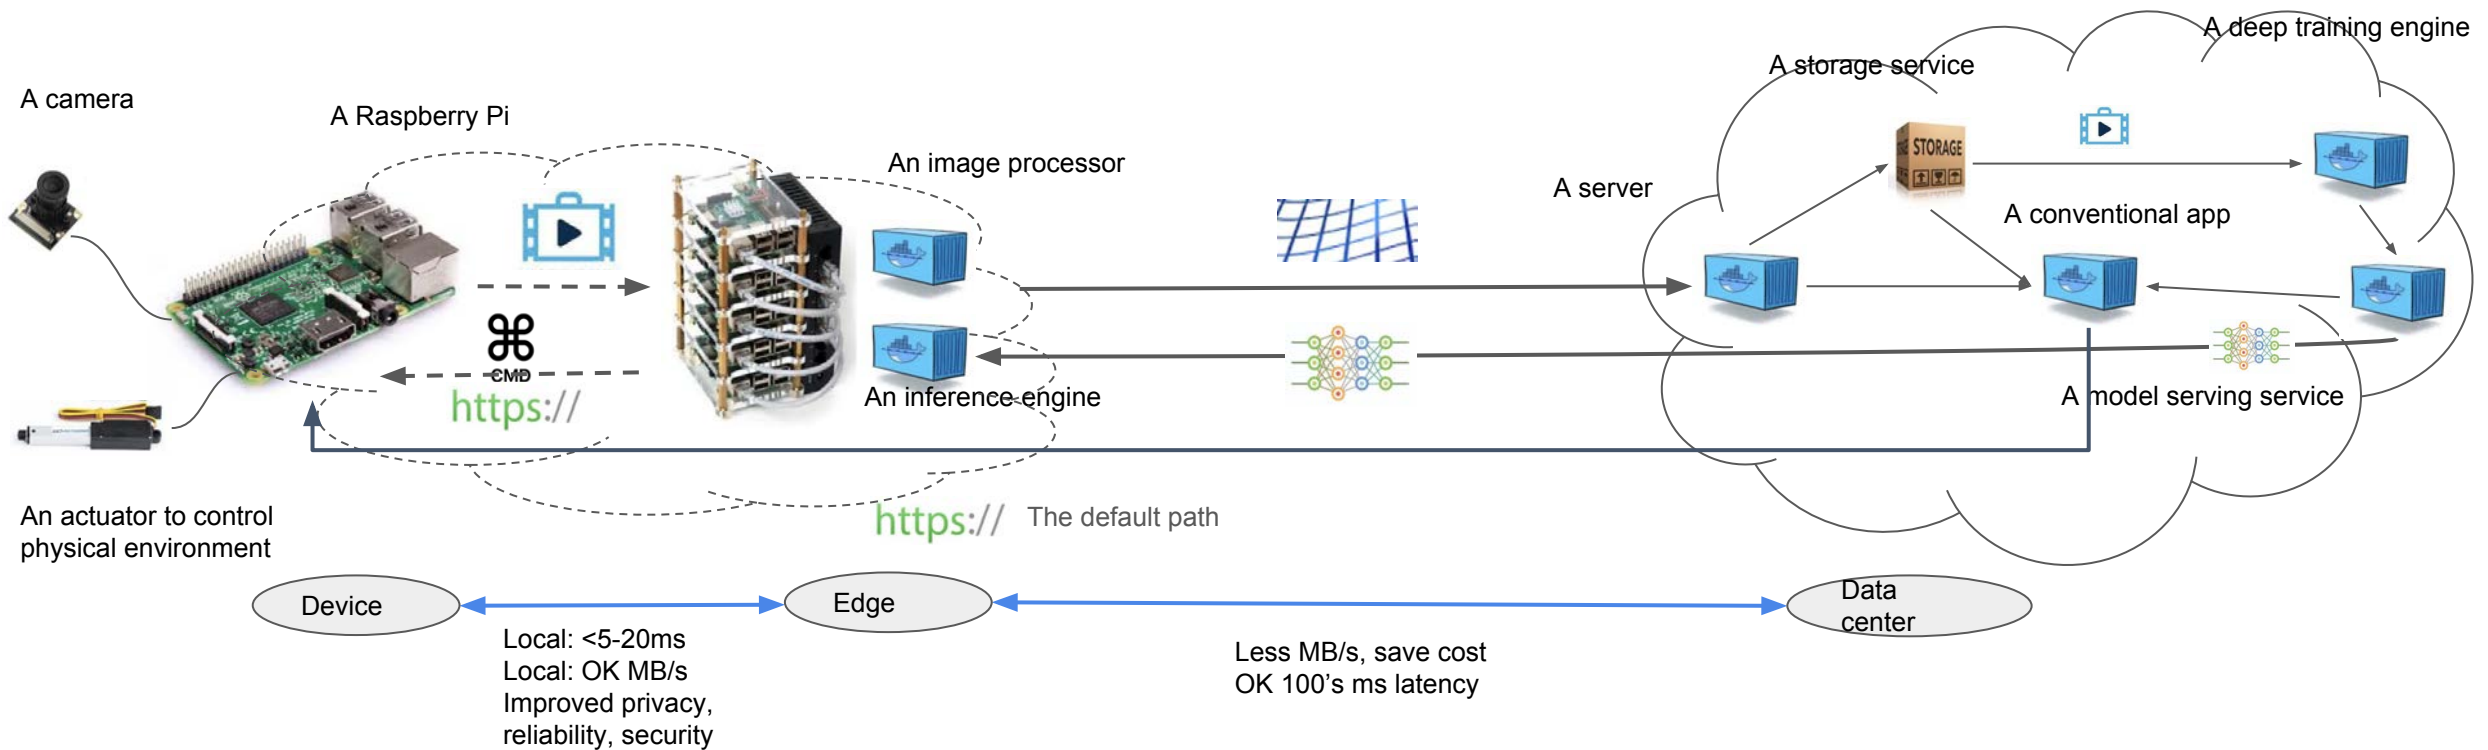 A deep training engine
A storage service
A camera
A Raspberry Pi
An image processor
STORAGE
A server
A conventional app
CMD
https://
An inference engine
A model serving service
An actuator to control
physical environment
https://
The default path
Device
Edge
Data
center
Local: <5-20ms
Local: OK MB/s
Improved privacy,
reliability, security
Less MB/s, save cost
OK 100's ms latency